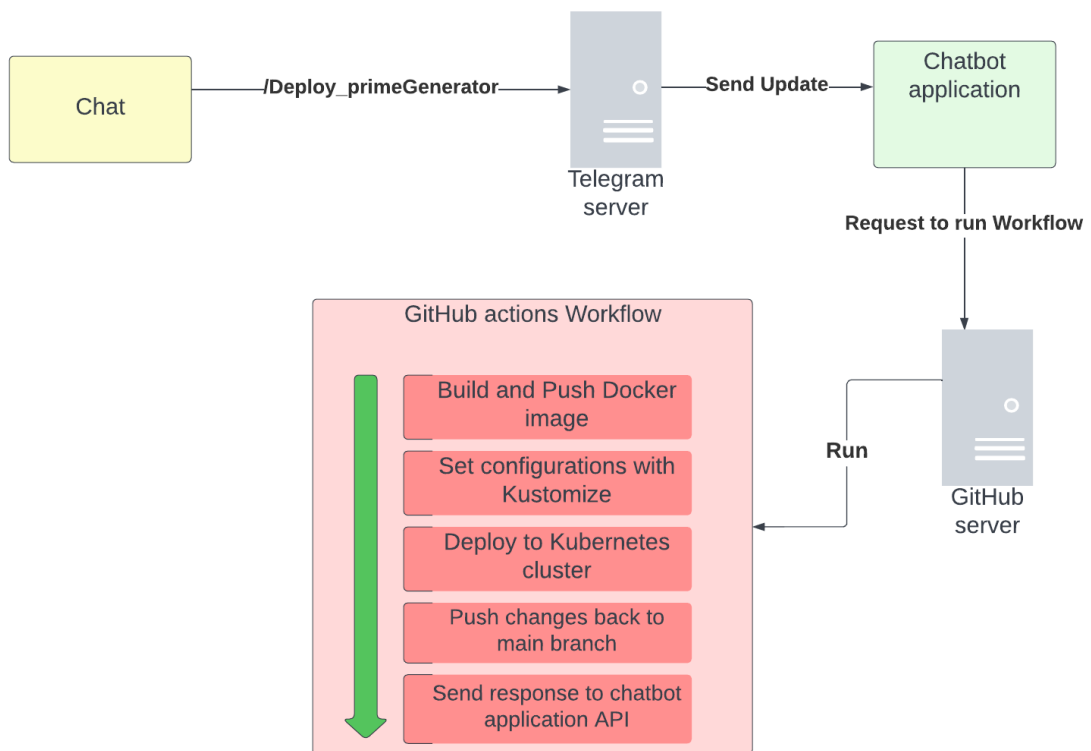 Chat
/Deploy_primeGenerator
Telegram
server
Send Update
Chatbot
application
Request to run Workflow
GitHub
server
Run
GitHub actions Workflow
Build and Push Docker
image
Set configurations with
Kustomize
Deploy to Kubernetes
cluster
Push changes back to
main branch
Send response to chatbot
application API